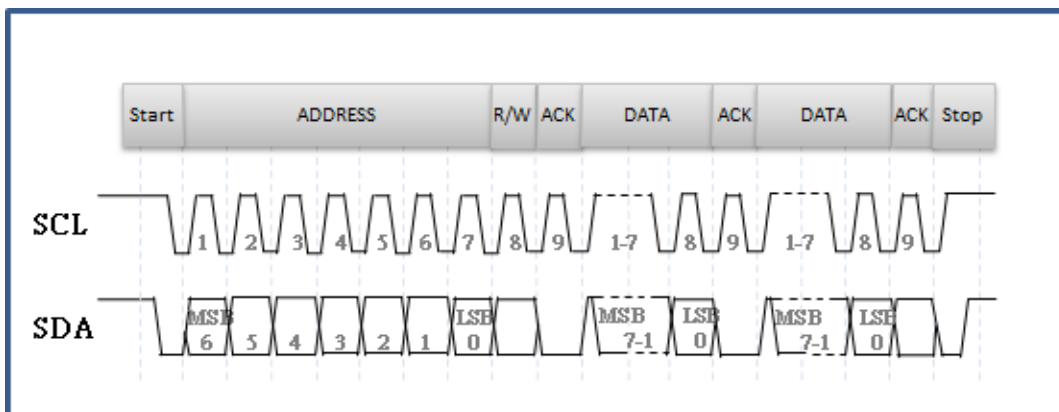 Start ADDRESS R/W ACK DATA ACK DATA ACK Stop
SCL
1 2 3 4 5 6 7 8 9 1-7 8 9 1-7 8 9
SDA
MSB LSB MSB LSB MSB LSB
6 5 4 3 2 1 0 7-1 0 7-1 0